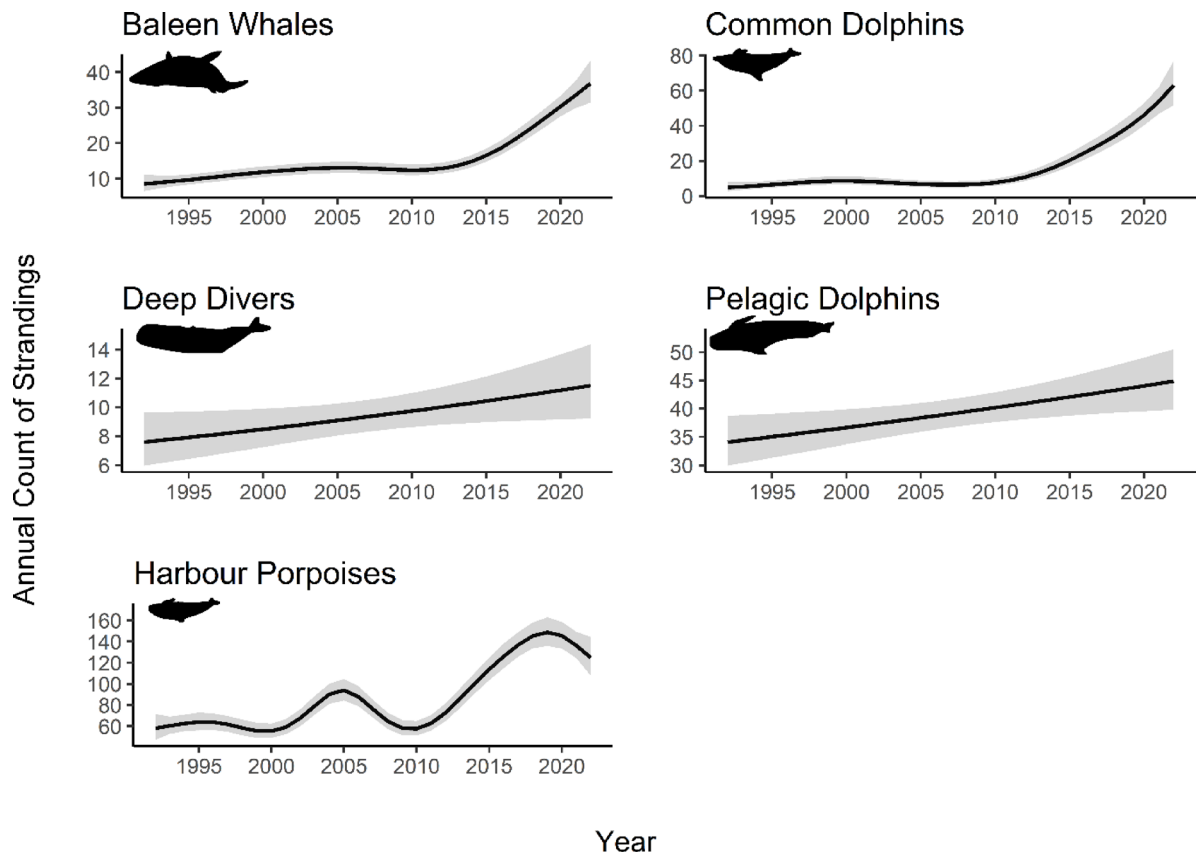 Baleen Whales
Common Dolphins
40
30
20
10
80
60
40
20
0
1995 2000 2005 2010 2015 2020
1995 2000 2005 2010 2015 2020
Annual Count of Strandings
Deep Divers
Pelagic Dolphins
14
12
10
8
6
50
45
40
35
30
1995 2000 2005 2010 2015 2020
1995 2000 2005 2010 2015 2020
Harbour Porpoises
160
140
120
100
80
60
1995 2000 2005 2010 2015 2020
Year